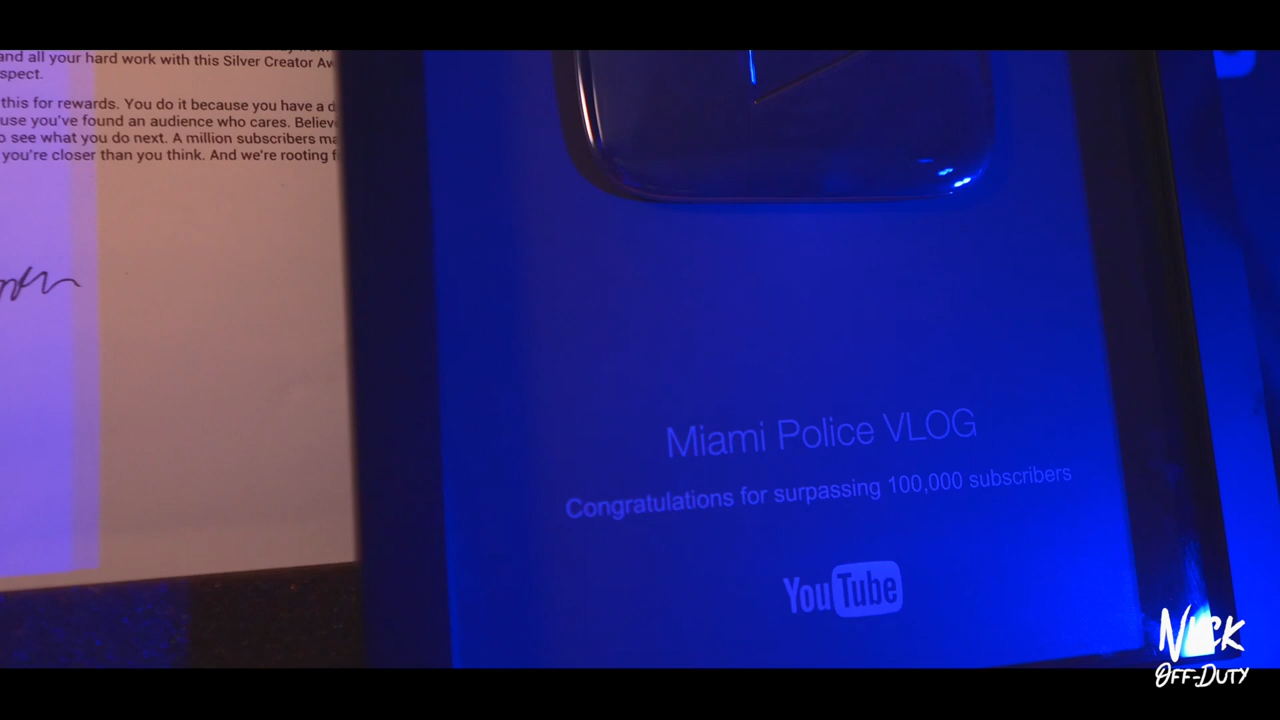 and all your hard work with this Silver Creator
spect.
this for rewards. You do it because you have a
use you've found an audience who cares.
see what you do next. A million subscribers
you're closer than you think. And we're rooting
Miami Police VLOG
Congratulations for surpassing 100,000 subscribers
YouTube
NICK
OFF-DUTY